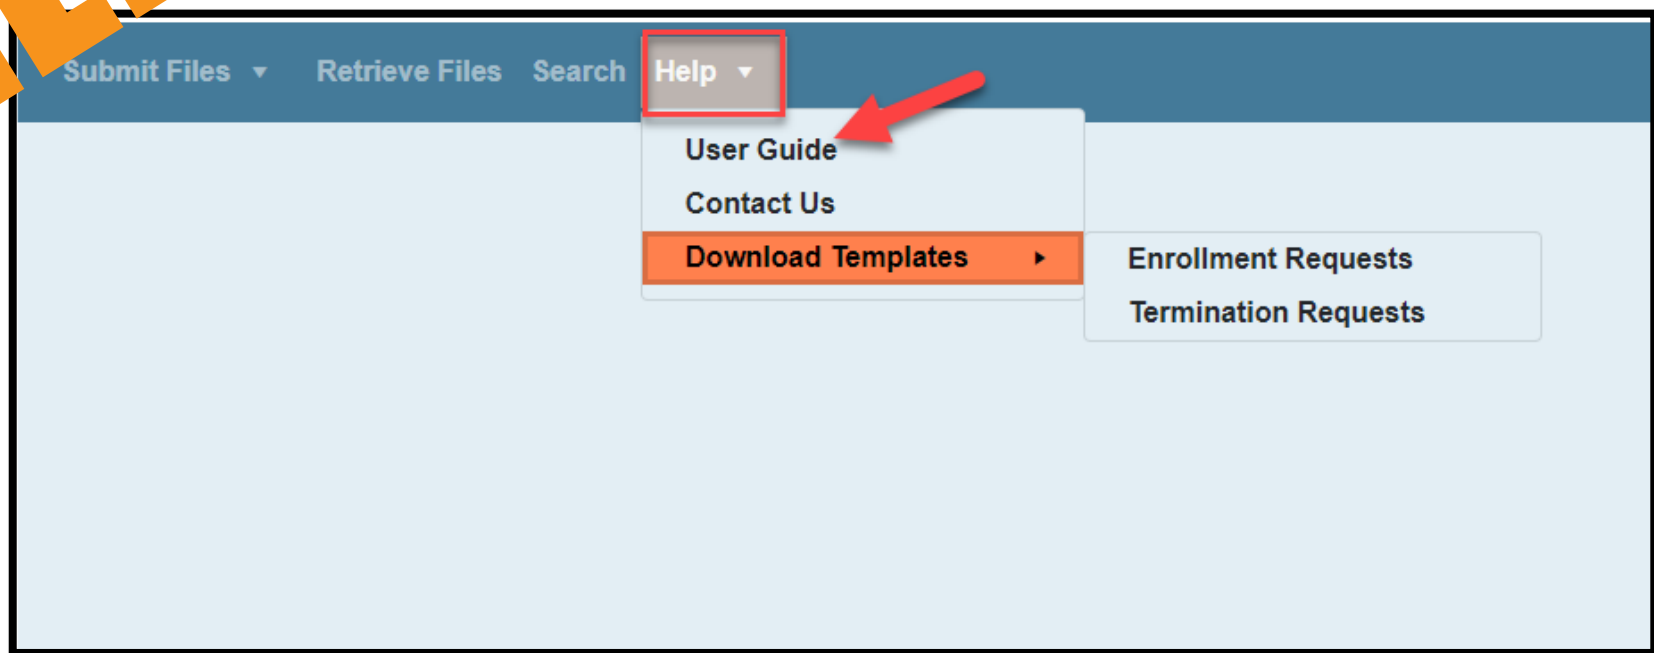 Submit Files Retrieve Files Search Help
User Guide
Contact Us
Download Templates
Enrollment Requests
Termination Requests